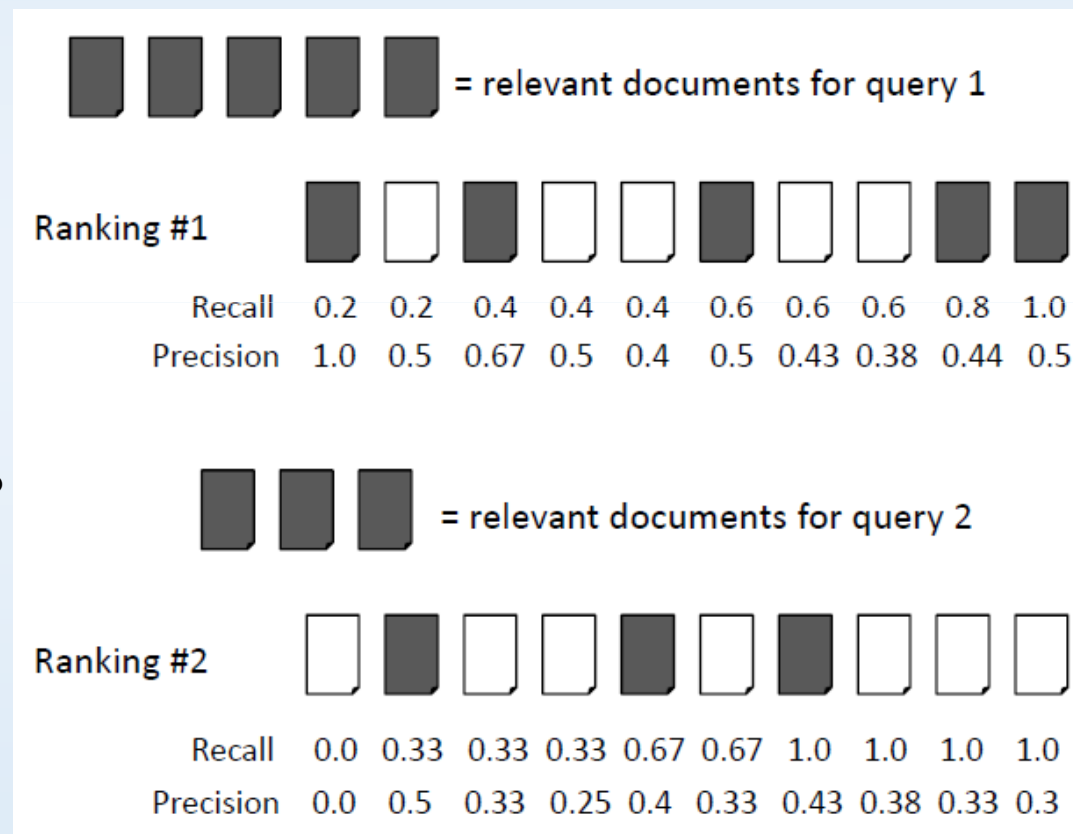 = relevant documents for query 1
Ranking #1
Recall 0.2 0.2 0.4 0.4 0.4 0.6 0.6 0.6 0.8 1.0
Precision 1.0 0.5 0.67 0.5 0.4 0.5 0.43 0.38 0.44 0.5
= relevant documents for query 2
Ranking #2
Recall 0.0 0.33 0.33 0.33 0.67 0.67 1.0 1.0 1.0 1.0
Precision 0.0 0.5 0.33 0.25 0.4 0.33 0.43 0.38 0.33 0.3